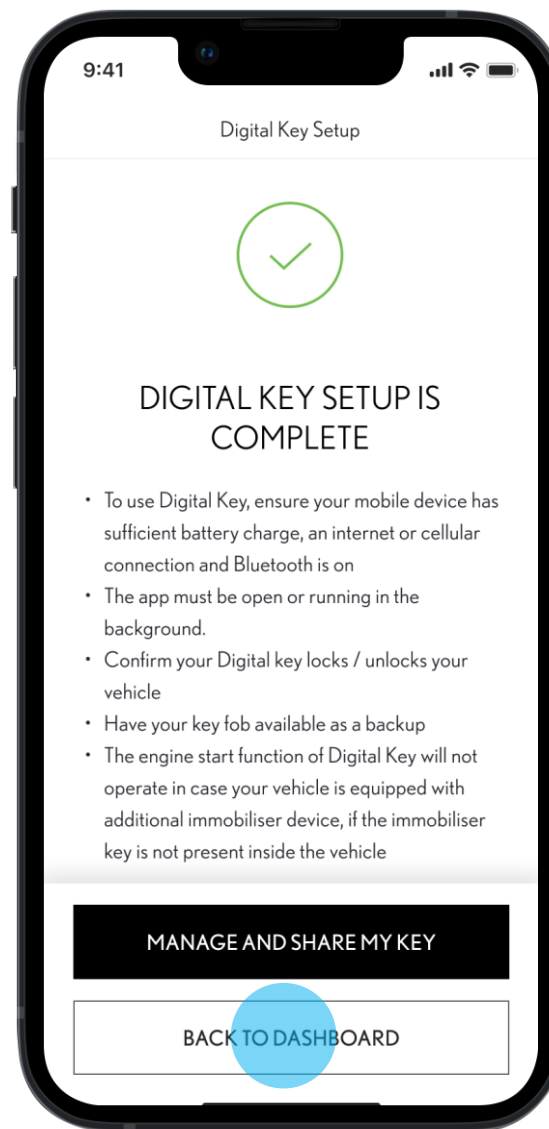 9:41
Digital Key Setup
DIGITAL KEY SETUP IS
COMPLETE
• To use Digital Key, ensure your mobile device has
sufficient battery charge, an internet or cellular
connection and Bluetooth is on
• The app must be open or running in the
background.
• Confirm your Digital key locks / unlocks your
vehicle
• Have your key fob available as a backup
• The engine start function of Digital Key will not
operate in case your vehicle is equipped with
additional immobiliser device, if the immobiliser
key is not present inside the vehicle
MANAGE AND SHARE MY KEY
BACK TO DASHBOARD